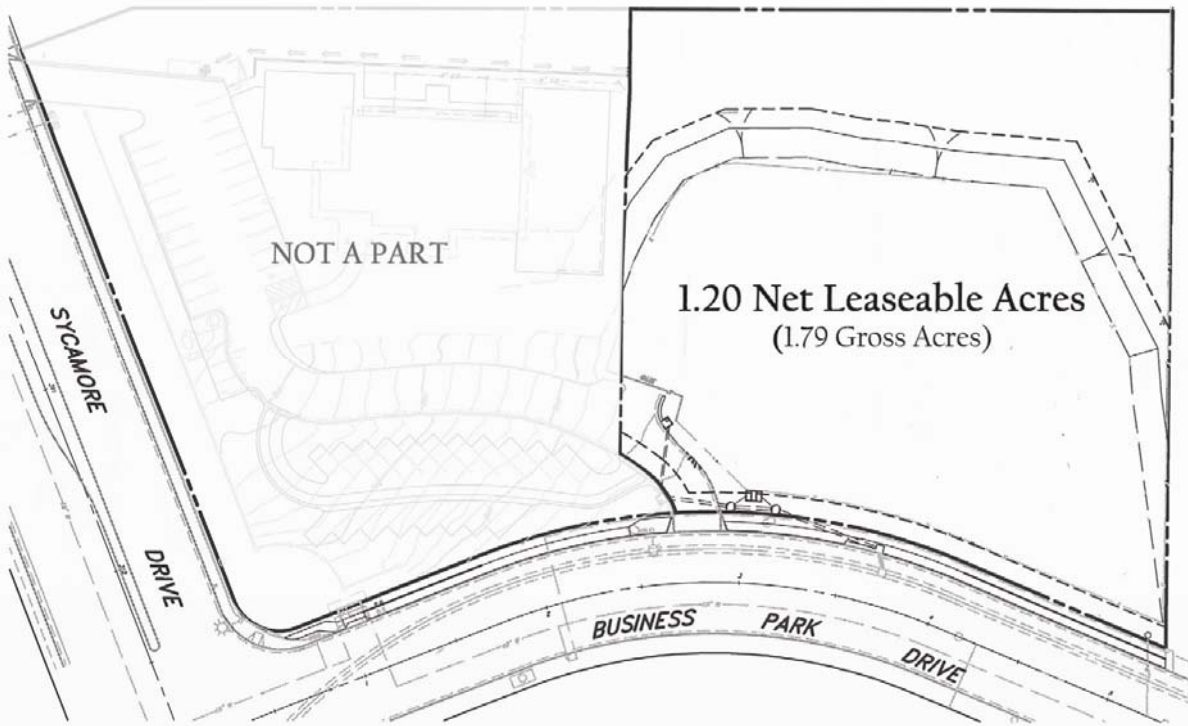 NOT A PART
1.20 Net Leaseable Acres
(1.79 Gross Acres)
SYCAMORE
DRIVE
BUSINESS PARK
DRIVE